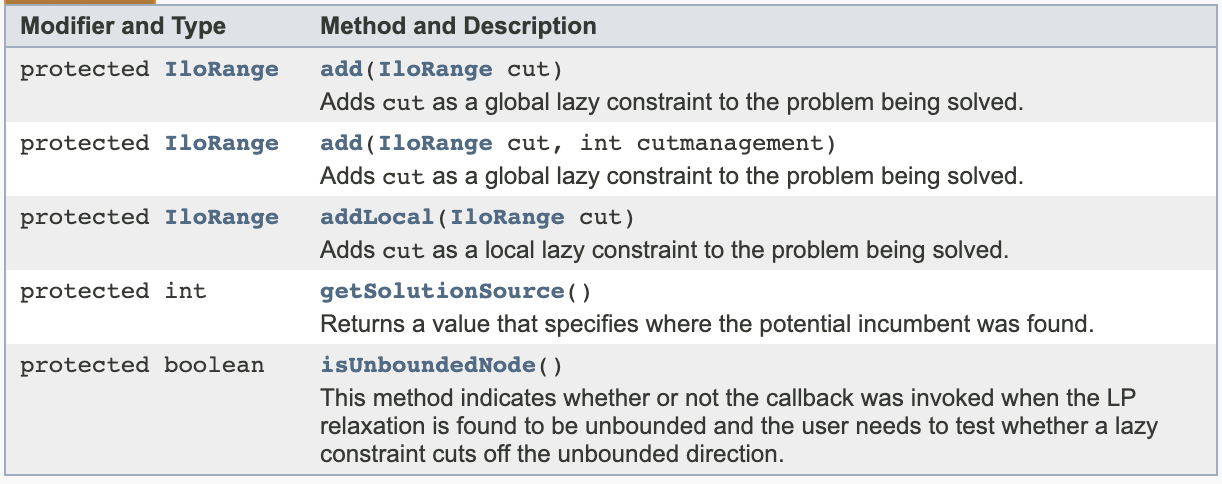 Modifier and Type Method and Description
protected IloRange add(IloRange cut)
Adds cut as a global lazy constraint to the problem being solved.
protected IloRange add(IloRange cut, int cutmanagement)
Adds cut as a global lazy constraint to the problem being solved.
protected IloRange addLocal(IloRange cut)
Adds cut as a local lazy constraint to the problem being solved.
protected int getSolutionSource()
Returns a value that specifies where the potential incumbent was found.
protected boolean isUnboundedNode()
This method indicates whether or not the callback was invoked when the LP
relaxation is found to be unbounded and the user needs to test whether a lazy
constraint cuts off the unbounded direction.